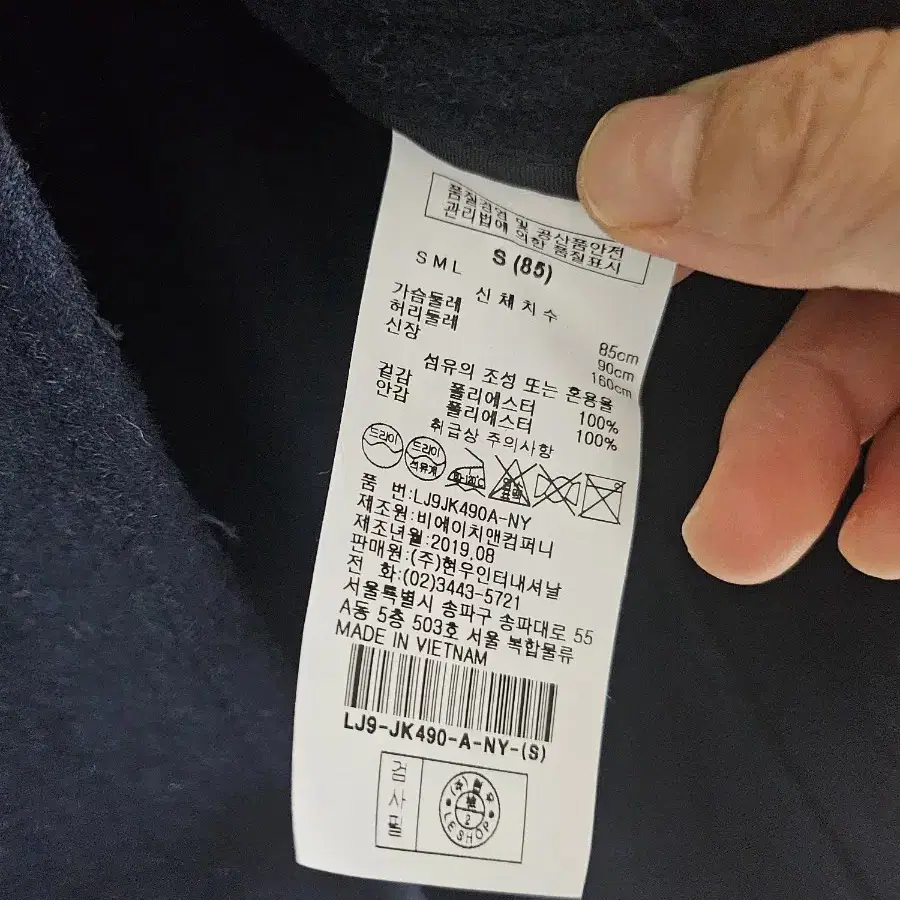 품질경영 및 공산품안전
관리법에 의한 품질표시
SML S (85)
신체치수
가슴둘레 85cm
허리둘레 90cm
신장 160cm
섬유의 조성 또는 혼용율
겉감 폴리에스터 100%
안감 폴리에스터 100%
취급상 주의사항
드라이 드라이 석유계
품 번:LJ9JK490A-NY
제조원:비에이치앤컴퍼니
제조년월:2019.08
판매원:(주)현우인터내셔날
전 화:(02)3443-5721
서울특별시 송파구 송파대로 55
A동 5층 503호 서울 복합물류
MADE IN VIETNAM
LJ9-JK490-A-NY-(S)
검사필
LESHOP
2